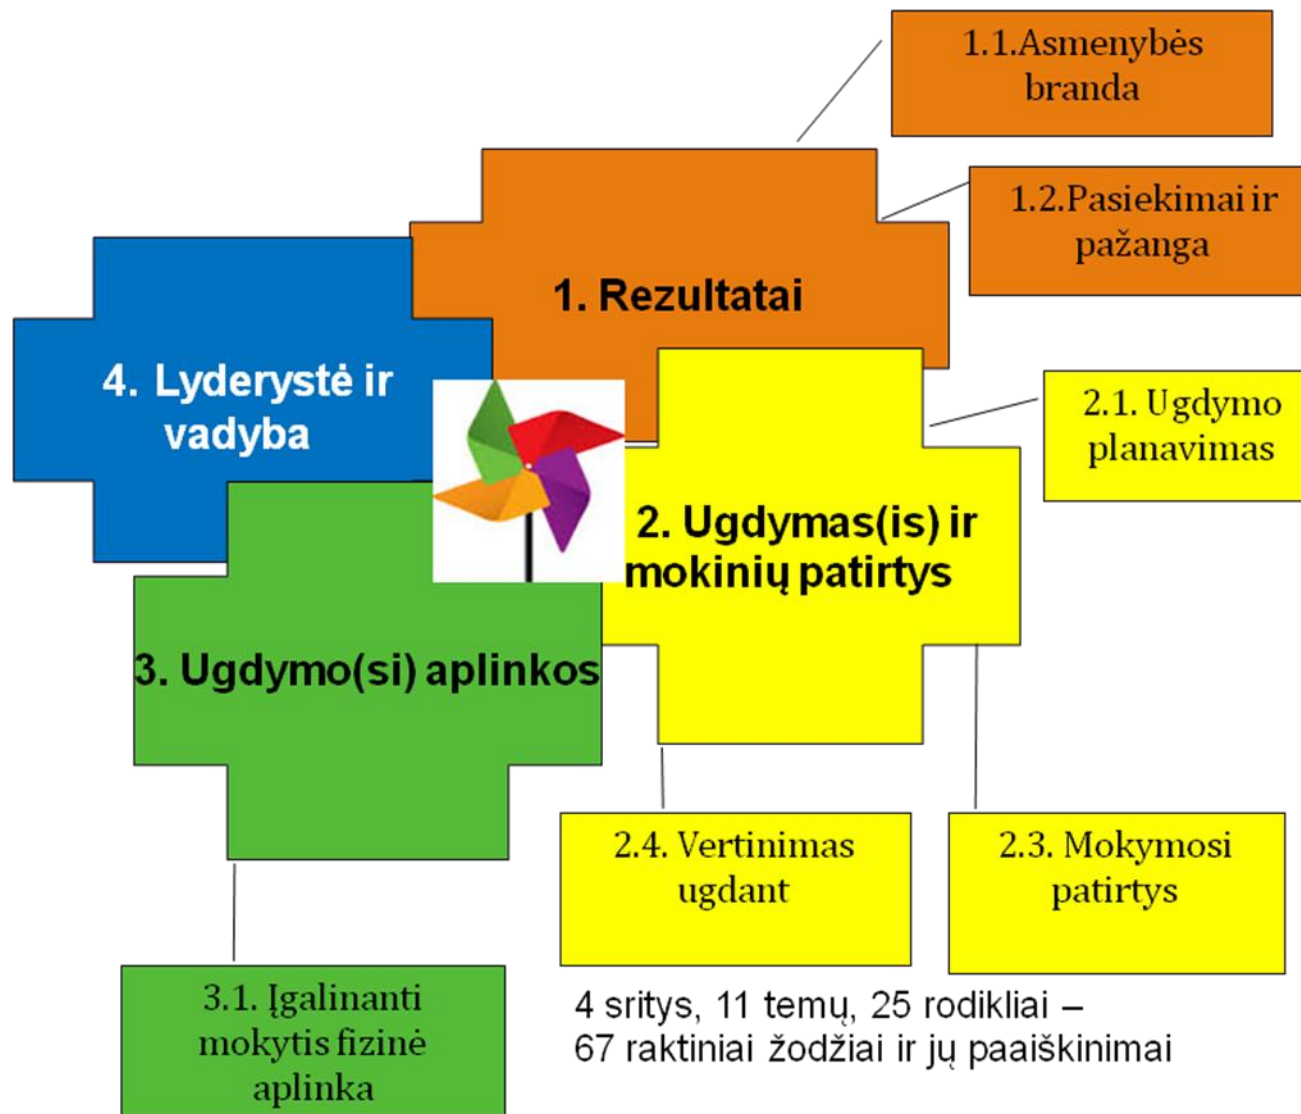 1.1.Asmenybės
branda
1.2.Pasiekimai ir
pažanga
1. Rezultatai
4. Lyderystė ir
vadyba
2.1. Ugdymo
planavimas
2. Ugdymas(is) ir
mokinių patirtys
3. Ugdymo(si) aplinkos
2.4. Vertinimas
ugdant
2.3. Mokymosi
patirtys
3.1. Įgalinanti
mokytis fizinė
aplinka
4 sritys, 11 temų, 25 rodikliai –
67 raktiniai žodžiai ir jų paaiškinimai